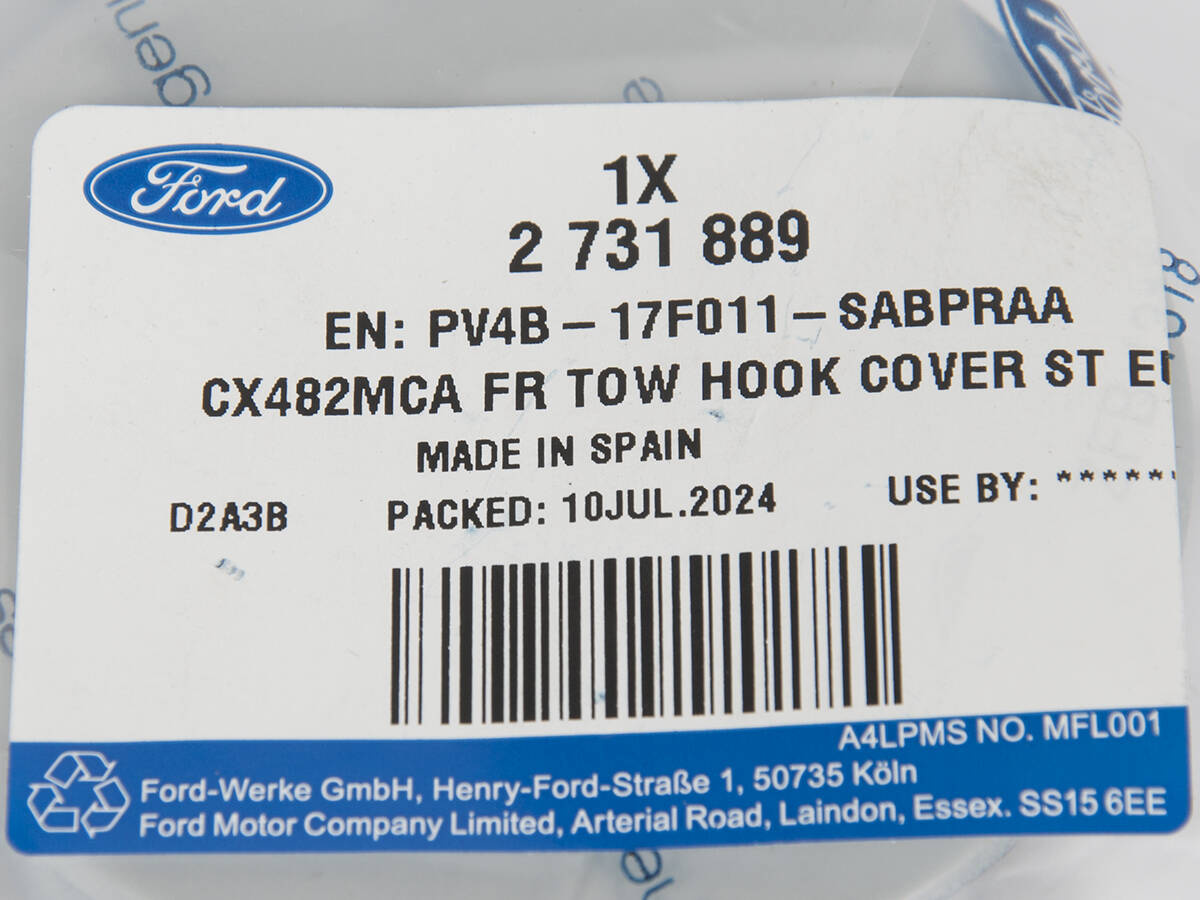 genu
Ford
Ford
1X
2 731 889
EN: PV4B – 17F011 – SABPRAA
CX482MCA FR TOW HOOK COVER ST
MADE IN SPAIN
D2A3B PACKED: 10JUL.2024 USE BY: ******
A4LPMS NO. MFL001
Ford-Werke GmbH, Henry-Ford-Straße 1, 50735 Köln
Ford Motor Company Limited, Arterial Road, Laindon, Essex. SS15 6EE